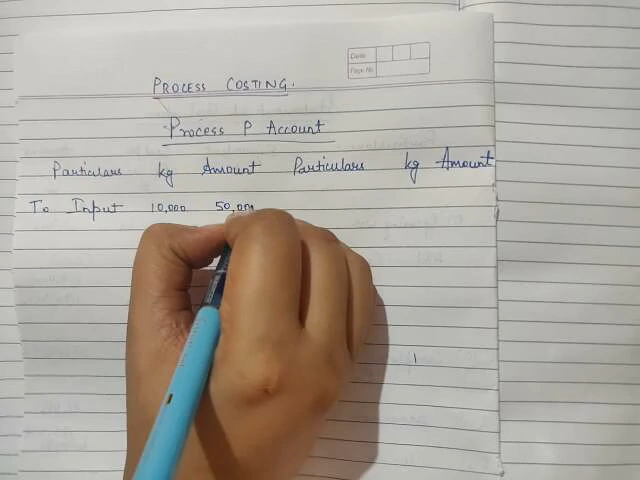 Date
Page No.
PROCESS COSTING.
Process P Account
Particulars kg Amount Particulars kg Amount
To Input 10,000 50,000